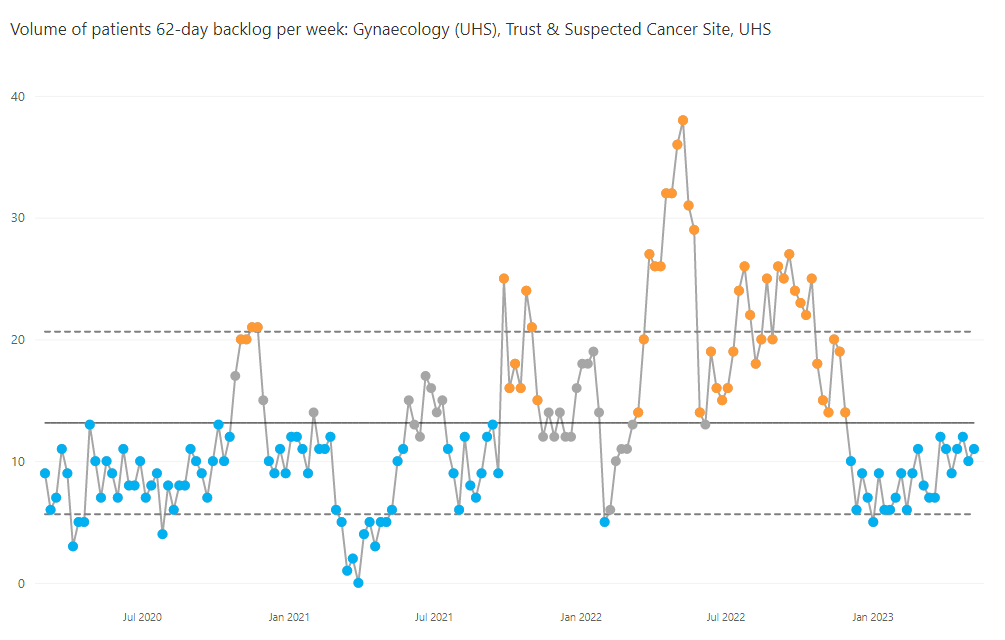 Volume of patients 62-day backlog per week: Gynaecology (UHS), Trust & Suspected Cancer Site, UHS
40
30
20
10
0
Jul 2020 Jan 2021 Jul 2021 Jan 2022 Jul 2022 Jan 2023